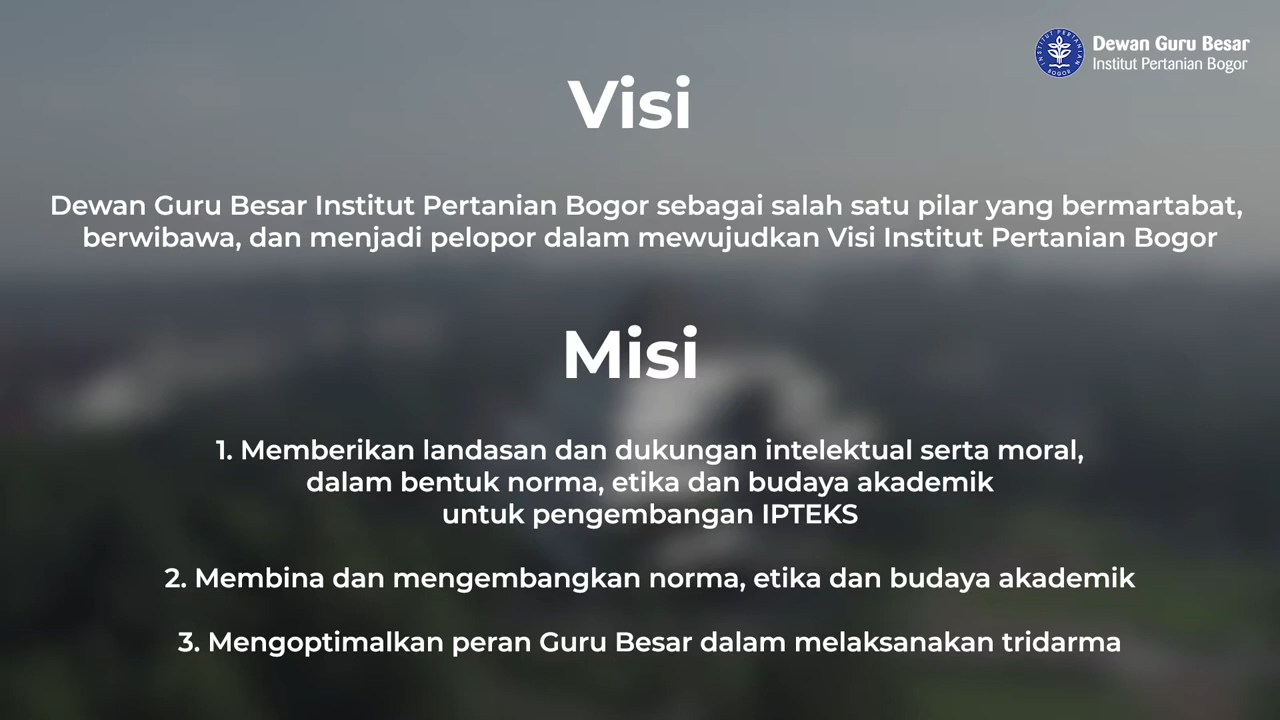 Dewan Guru Besar
Institut Pertanian Bogor
INSTITUT PERTANIAN
BOGOR
Visi
Dewan Guru Besar Institut Pertanian Bogor sebagai salah satu pilar yang bermartabat,
berwibawa, dan menjadi pelopor dalam mewujudkan Visi Institut Pertanian Bogor
Misi
1. Memberikan landasan dan dukungan intelektual serta moral,
dalam bentuk norma, etika dan budaya akademik
untuk pengembangan IPTEKS
2. Membina dan mengembangkan norma, etika dan budaya akademik
3. Mengoptimalkan peran Guru Besar dalam melaksanakan tridarma